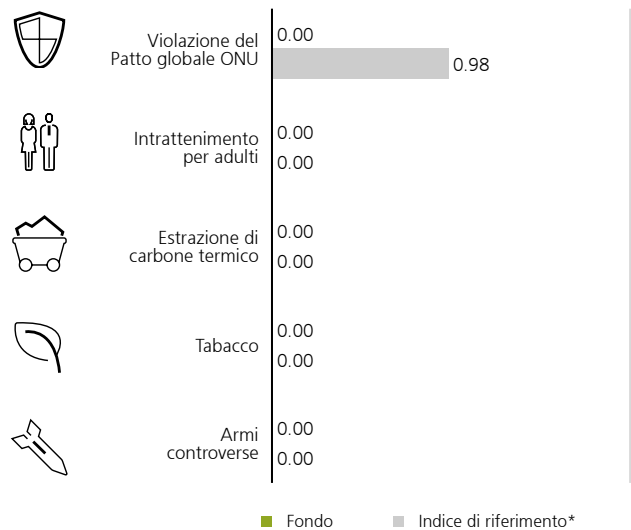 Violazione del
Patto globale ONU
0.00
0.98
Intrattenimento
per adulti
0.00
0.00
Estrazione di
carbone termico
0.00
0.00
Tabacco
0.00
0.00
Armi
controverse
0.00
0.00
Fondo
Indice di riferimento*